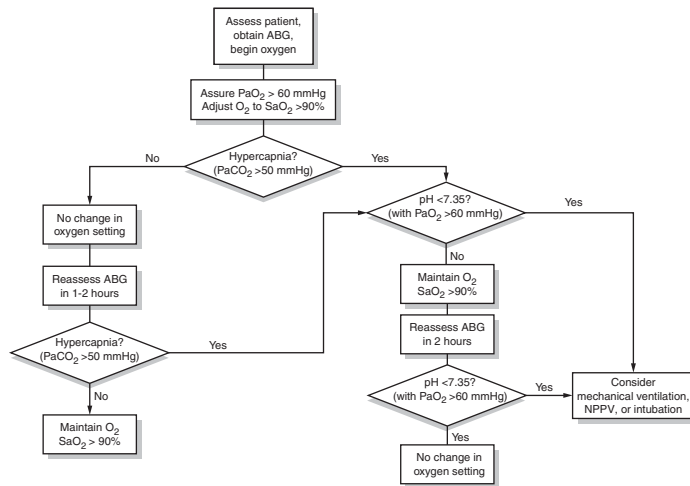 Assess patient,
obtain ABG,
begin oxygen
Assure PaO₂ > 60 mmHg
Adjust O₂ to SaO₂ >90%
Hypercapnia?
(PaCO₂ >50 mmHg)
No
Yes
No change in
oxygen setting
Reassess ABG
in 1-2 hours
Hypercapnia?
(PaCO₂ >50 mmHg)
Yes
No
Maintain O₂
SaO₂ > 90%
pH <7.35?
(with PaO₂ >60 mmHg)
Yes
No
Maintain O₂
SaO₂ >90%
Reassess ABG
in 2 hours
pH <7.35?
(with PaO₂ >60 mmHg)
Yes
Yes
No change in
oxygen setting
Consider
mechanical ventilation,
NPPV, or intubation